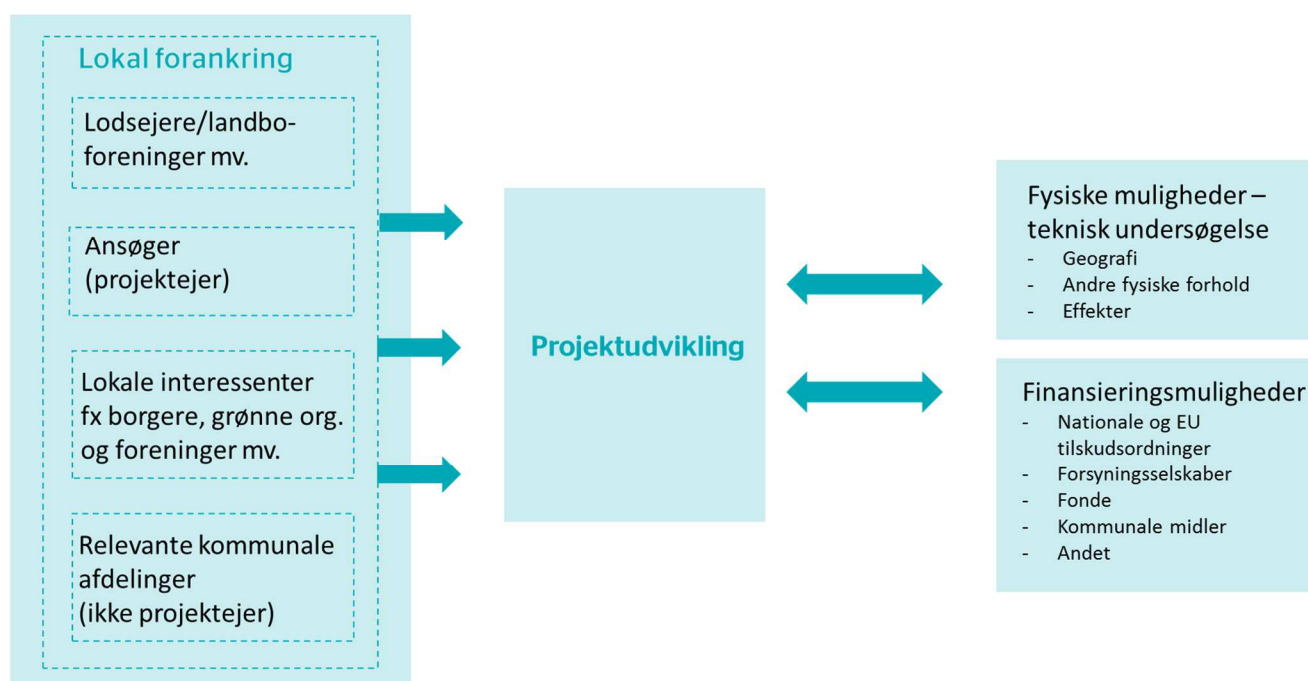 Lokal forankring
Lodsejere/landbo-
foreninger mv.
Ansøger
(projektejer)
Lokale interessenter
fx borgere, grønne org.
og foreninger mv.
Relevante kommunale
afdelinger
(ikke projektejer)
Projektudvikling
Fysiske muligheder –
teknisk undersøgelse
- Geografi
- Andre fysiske forhold
- Effekter
Finansieringsmuligheder
- Nationale og EU
tilskudsordninger
- Forsyningsselskaber
- Fonde
- Kommunale midler
- Andet